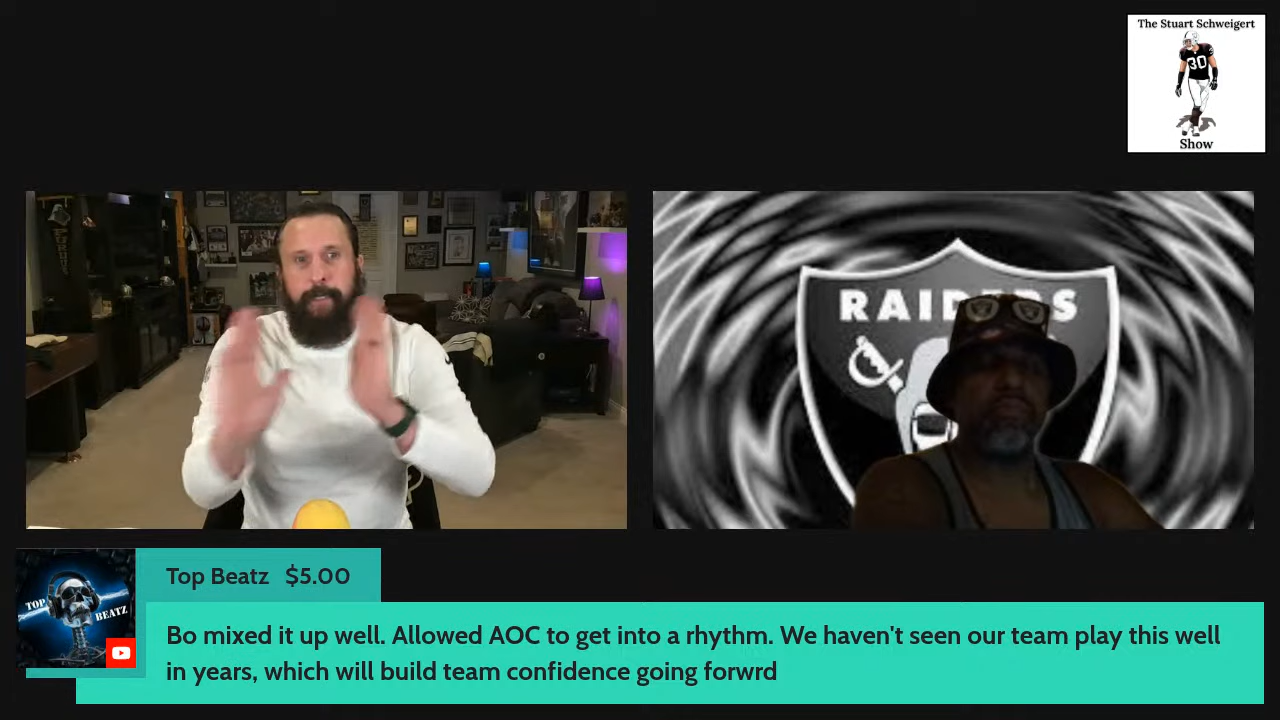 The Stuart Schweigert
30
Show
RAIDERS
TOP
BEATZ
Top Beatz $5.00
Bo mixed it up well. Allowed AOC to get into a rhythm. We haven't seen our team play this well
in years, which will build team confidence going forwrd